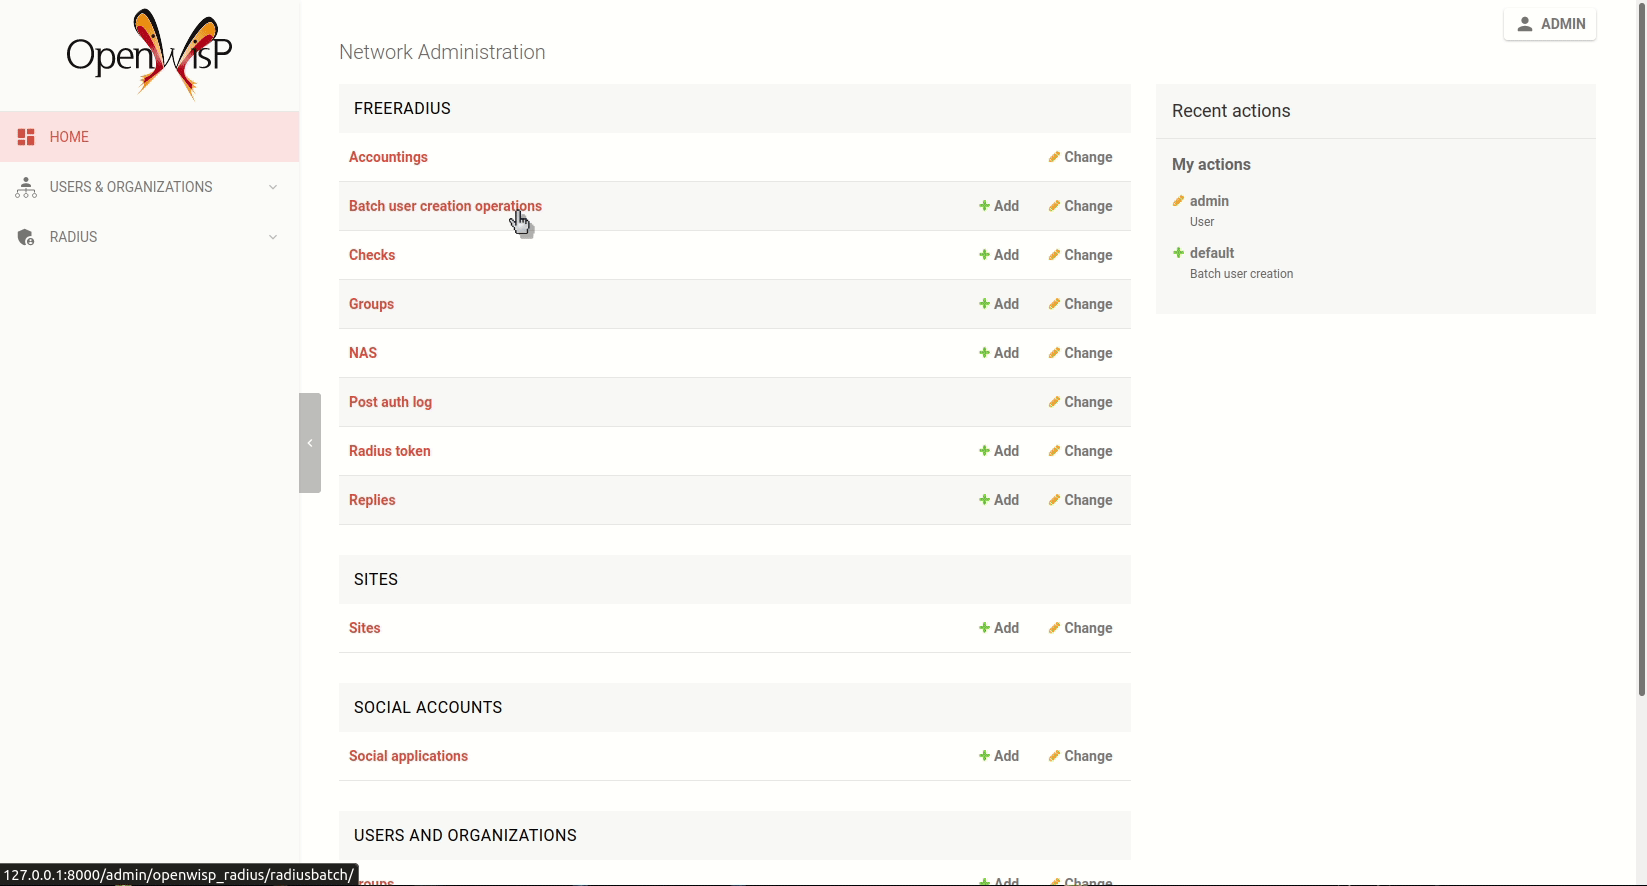 OpenWISP
HOME
USERS & ORGANIZATIONS
RADIUS
ADMIN
Network Administration
FREERADIUS
Accountings Change
Batch user creation operations Add Change
Checks Add Change
Groups Add Change
NAS Add Change
Post auth log Change
Radius token Add Change
Replies Add Change
SITES
Sites Add Change
SOCIAL ACCOUNTS
Social applications Add Change
USERS AND ORGANIZATIONS
Add Change
Recent actions
My actions
admin
User
default
Batch user creation
127.0.0.1:8000/admin/openwisp_radius/radiusbatch/